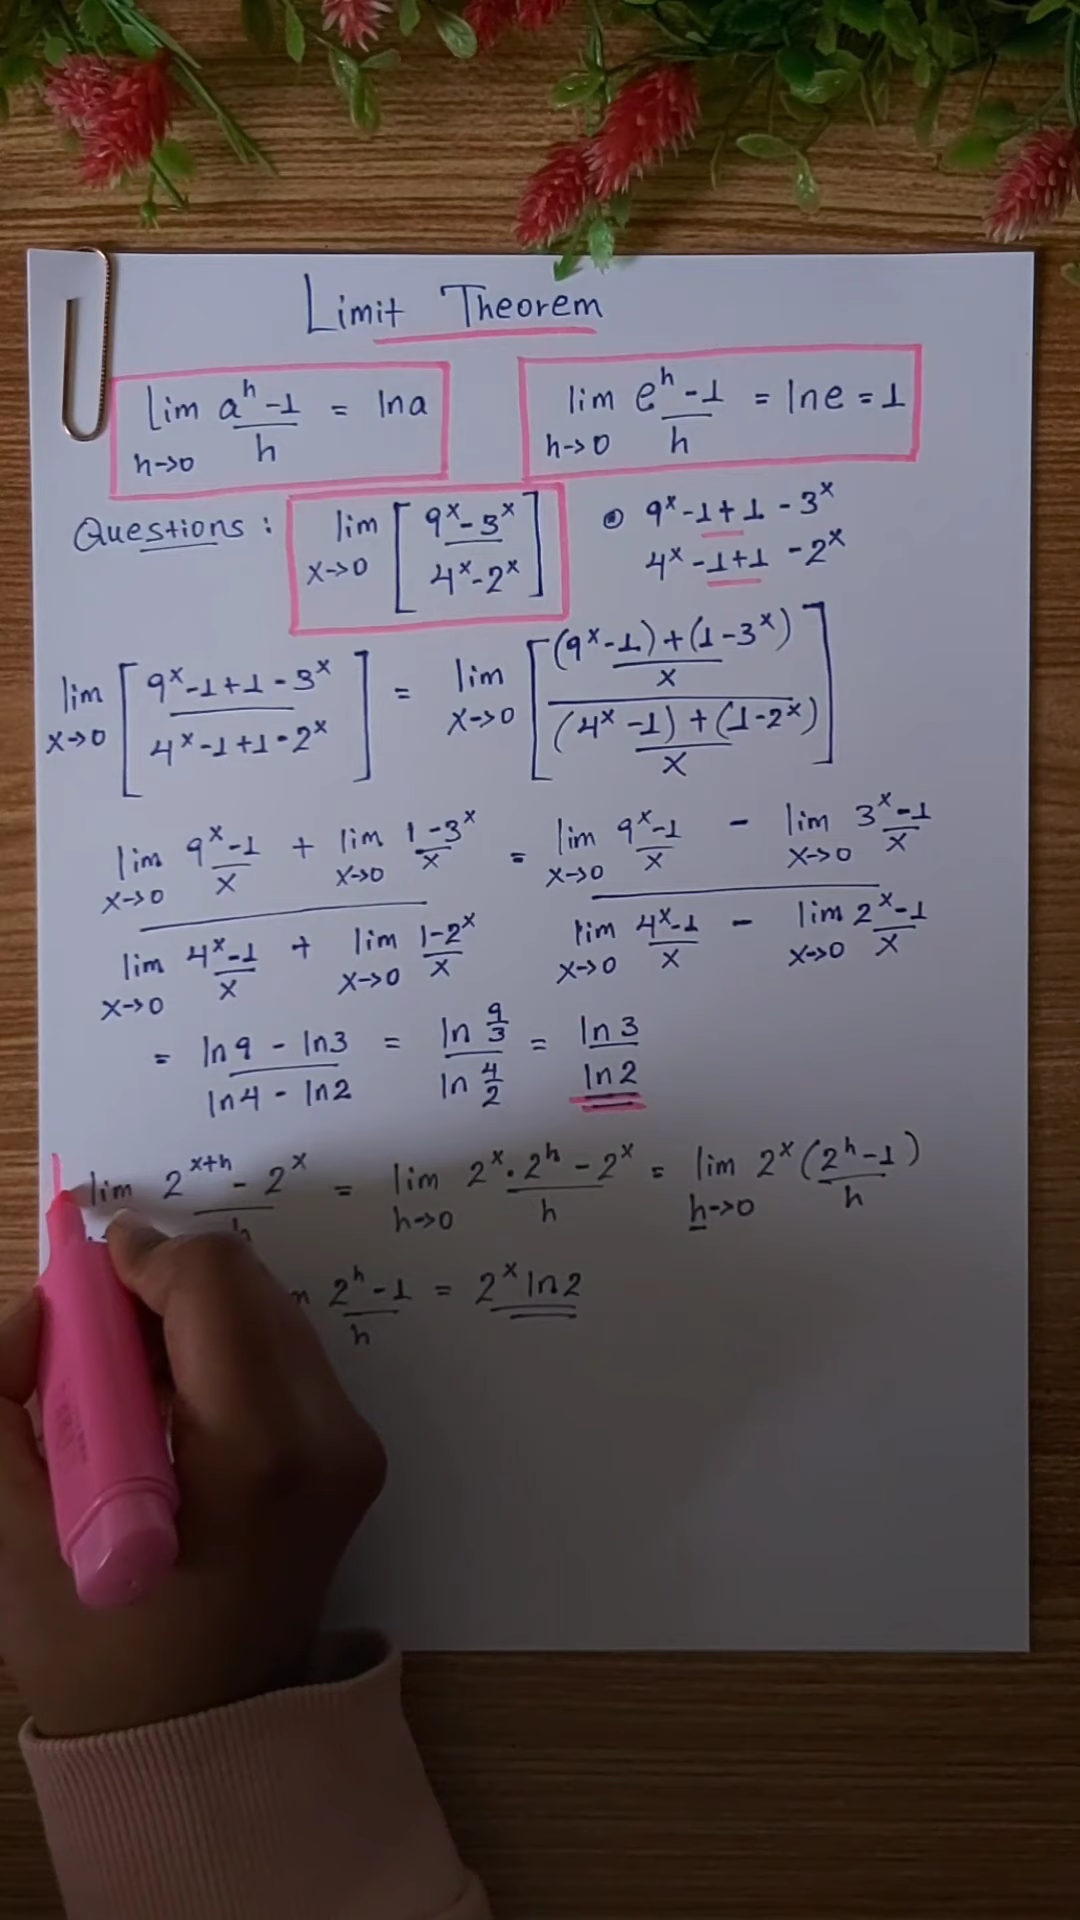 Limit Theorem
lim h→0 (a^h -1)/h = ln a
lim h→0 (e^h -1)/h = ln e = 1
Questions : lim x→0 [(9^x - 3^x)/(4^x - 2^x)]
9^x -1+1 -3^x
4^x -1+1 -2^x
lim x→0 [(9^x -1+1 -3^x)/(4^x -1+1 -2^x)] = lim x→0 [((9^x -1)+(1-3^x))/x / ((4^x -1)+(1-2^x))/x]
lim x→0 (9^x -1)/x + lim x→0 (1-3^x)/x = lim x→0 (9^x -1)/x - lim x→0 (3^x -1)/x
lim x→0 (4^x -1)/x + lim x→0 (1-2^x)/x lim x→0 (4^x -1)/x - lim x→0 (2^x -1)/x
= (ln 9 - ln 3)/(ln 4 - ln 2) = (ln 9/3)/(ln 4/2) = ln 3/ln 2
lim (2^(x+h) - 2^x)/h = lim h→0 (2^x · 2^h - 2^x)/h = lim h→0 2^x (2^h -1)/h
(2^h -1)/h = 2^x ln 2